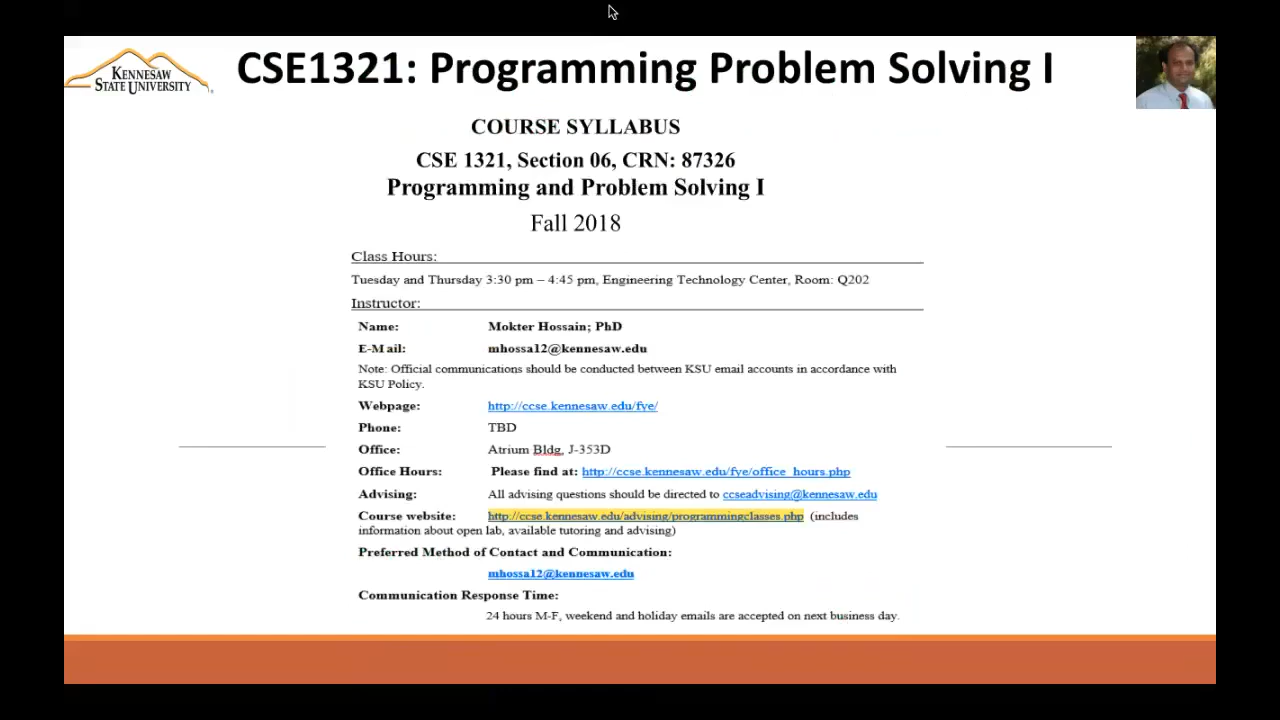 KENNESAW
STATE UNIVERSITY
CSE1321: Programming Problem Solving I
COURSE SYLLABUS
CSE 1321, Section 06, CRN: 87326
Programming and Problem Solving I
Fall 2018
Class Hours:
Tuesday and Thursday 3:30 pm – 4:45 pm, Engineering Technology Center, Room: Q202
Instructor:
Name: Mokter Hossain; PhD
E-Mail: mhossa12@kennesaw.edu
Note: Official communications should be conducted between KSU email accounts in accordance with
KSU Policy.
Webpage: http://ccse.kennesaw.edu/fye/
Phone: TBD
Office: Atrium Bldg, J-353D
Office Hours: Please find at: http://ccse.kennesaw.edu/fye/office_hours.php
Advising: All advising questions should be directed to ccseadvising@kennesaw.edu
Course website: http://ccse.kennesaw.edu/advising/programmingclasses.php (includes
information about open lab, available tutoring and advising)
Preferred Method of Contact and Communication:
mhossa12@kennesaw.edu
Communication Response Time:
24 hours M-F, weekend and holiday emails are accepted on next business day.